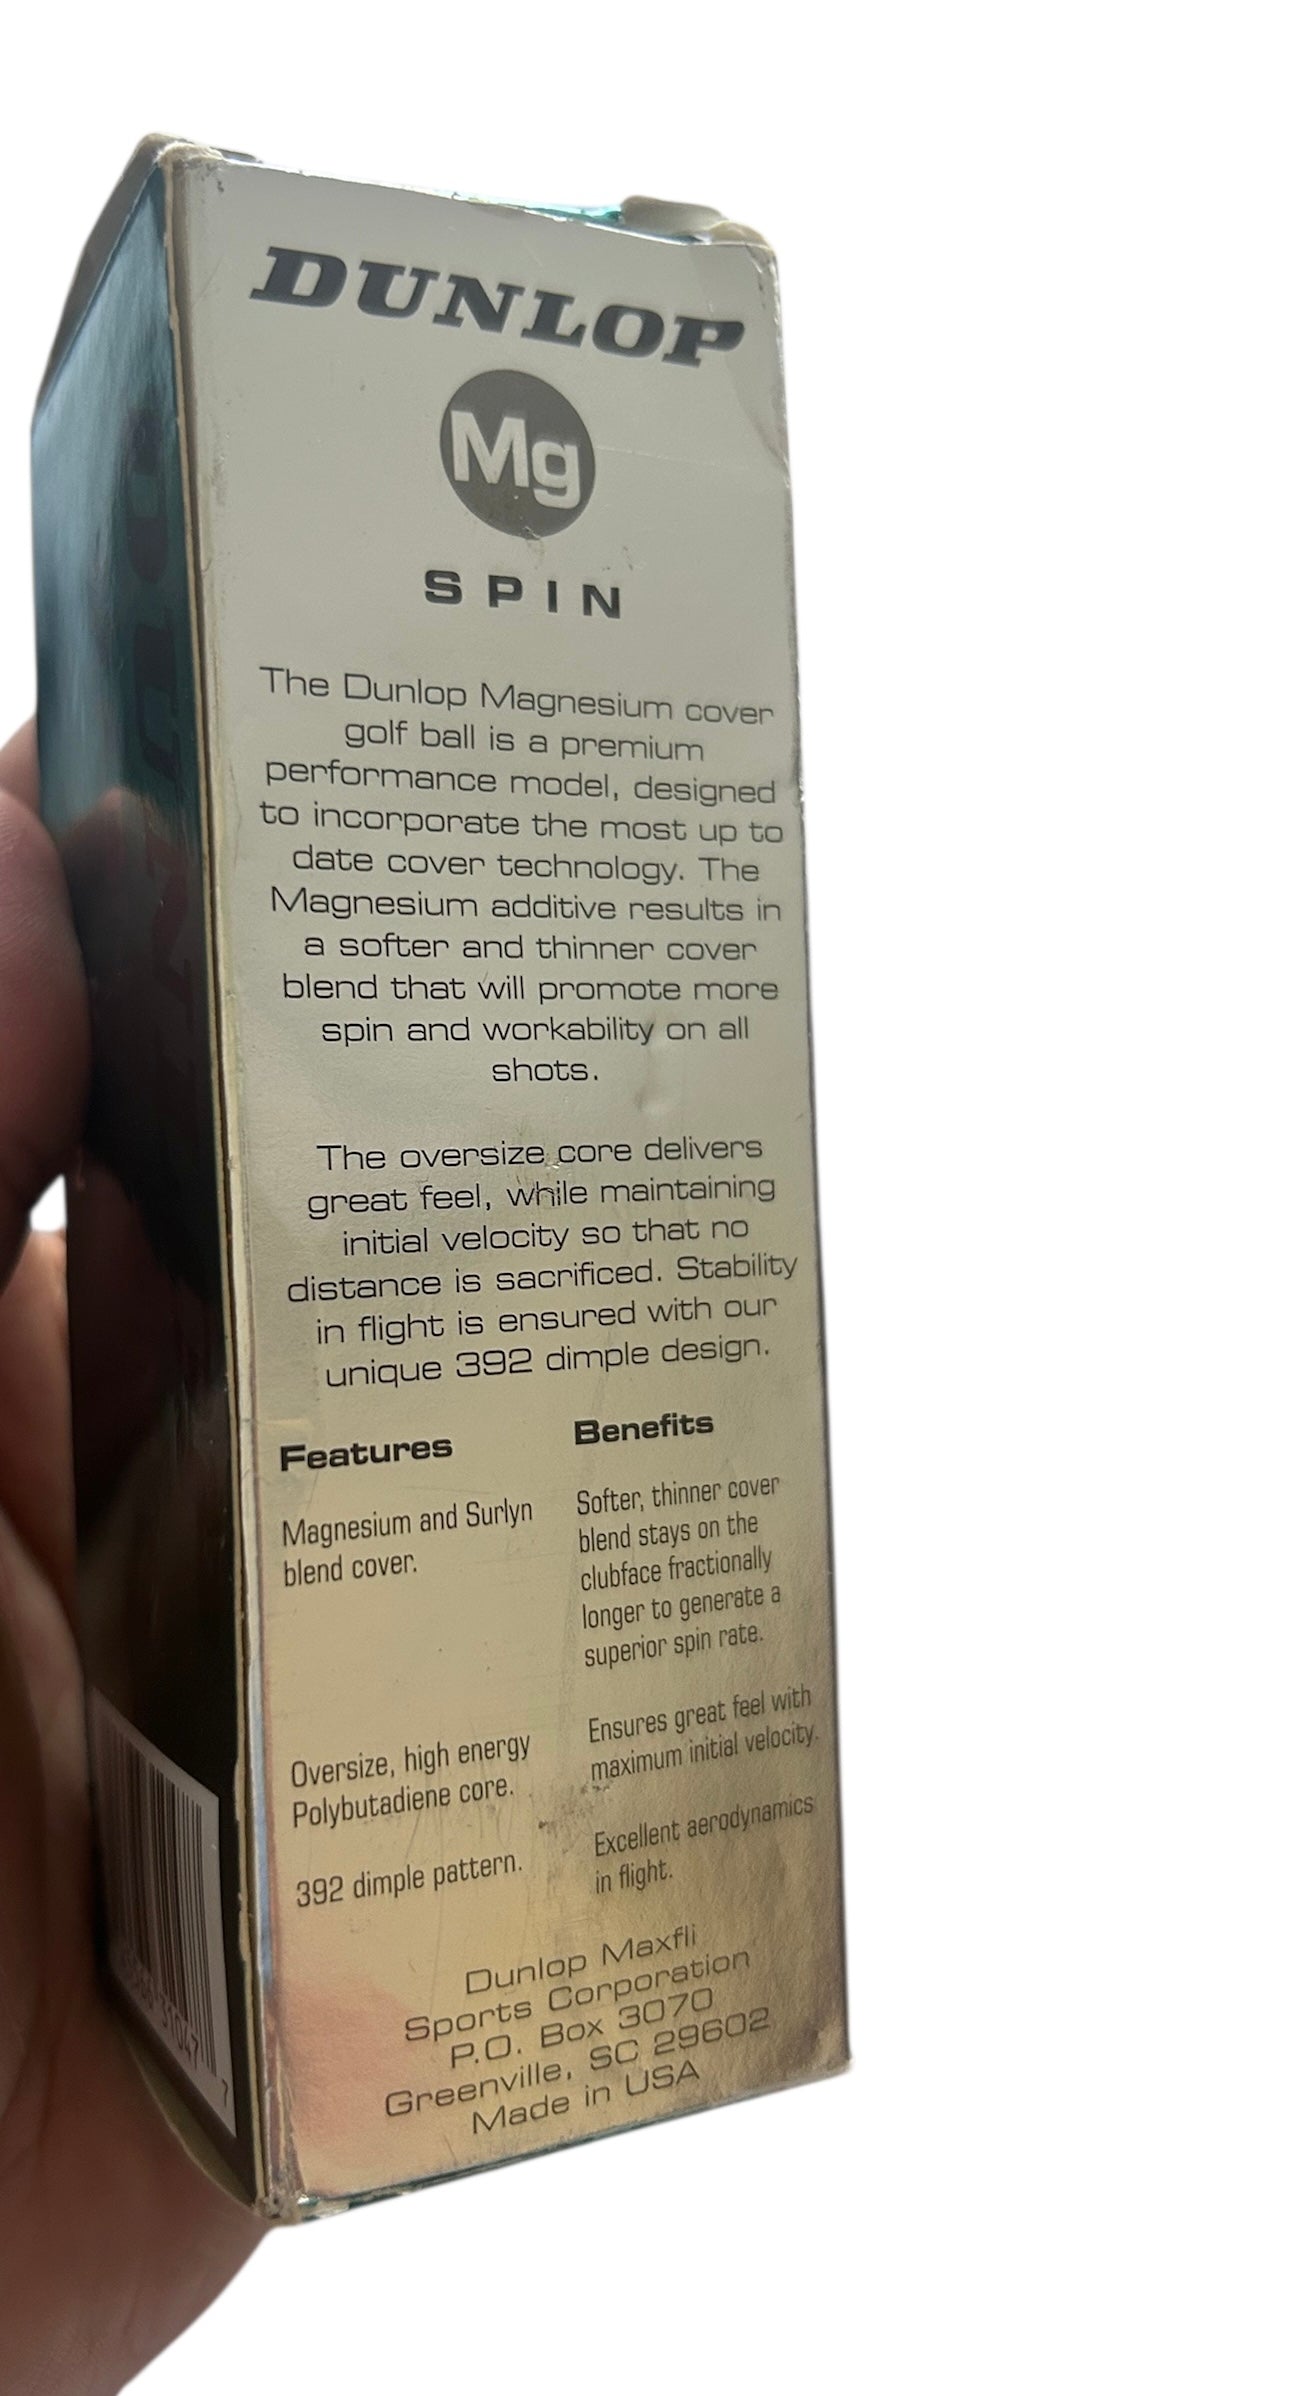 DUNLOP
Mg
SPIN
The Dunlop Magnesium cover
golf ball is a premium
performance model, designed
to incorporate the most up to
date cover technology. The
Magnesium additive results in
a softer and thinner cover
blend that will promote more
spin and workability on all
shots.
The oversize core delivers
great feel, while maintaining
initial velocity so that no
distance is sacrificed. Stability
in flight is ensured with our
unique 392 dimple design.
Features
Magnesium and Surlyn
blend cover.
Oversize, high energy
Polybutadiene core.
392 dimple pattern.
Benefits
Softer, thinner cover
blend stays on the
clubface fractionally
longer to generate a
superior spin rate.
Ensures great feel with
maximum initial velocity.
Excellent aerodynamics
in flight.
Dunlop Maxfli
Sports Corporation
P.O. Box 3070
Greenville, SC 29602
Made in USA
31047 7